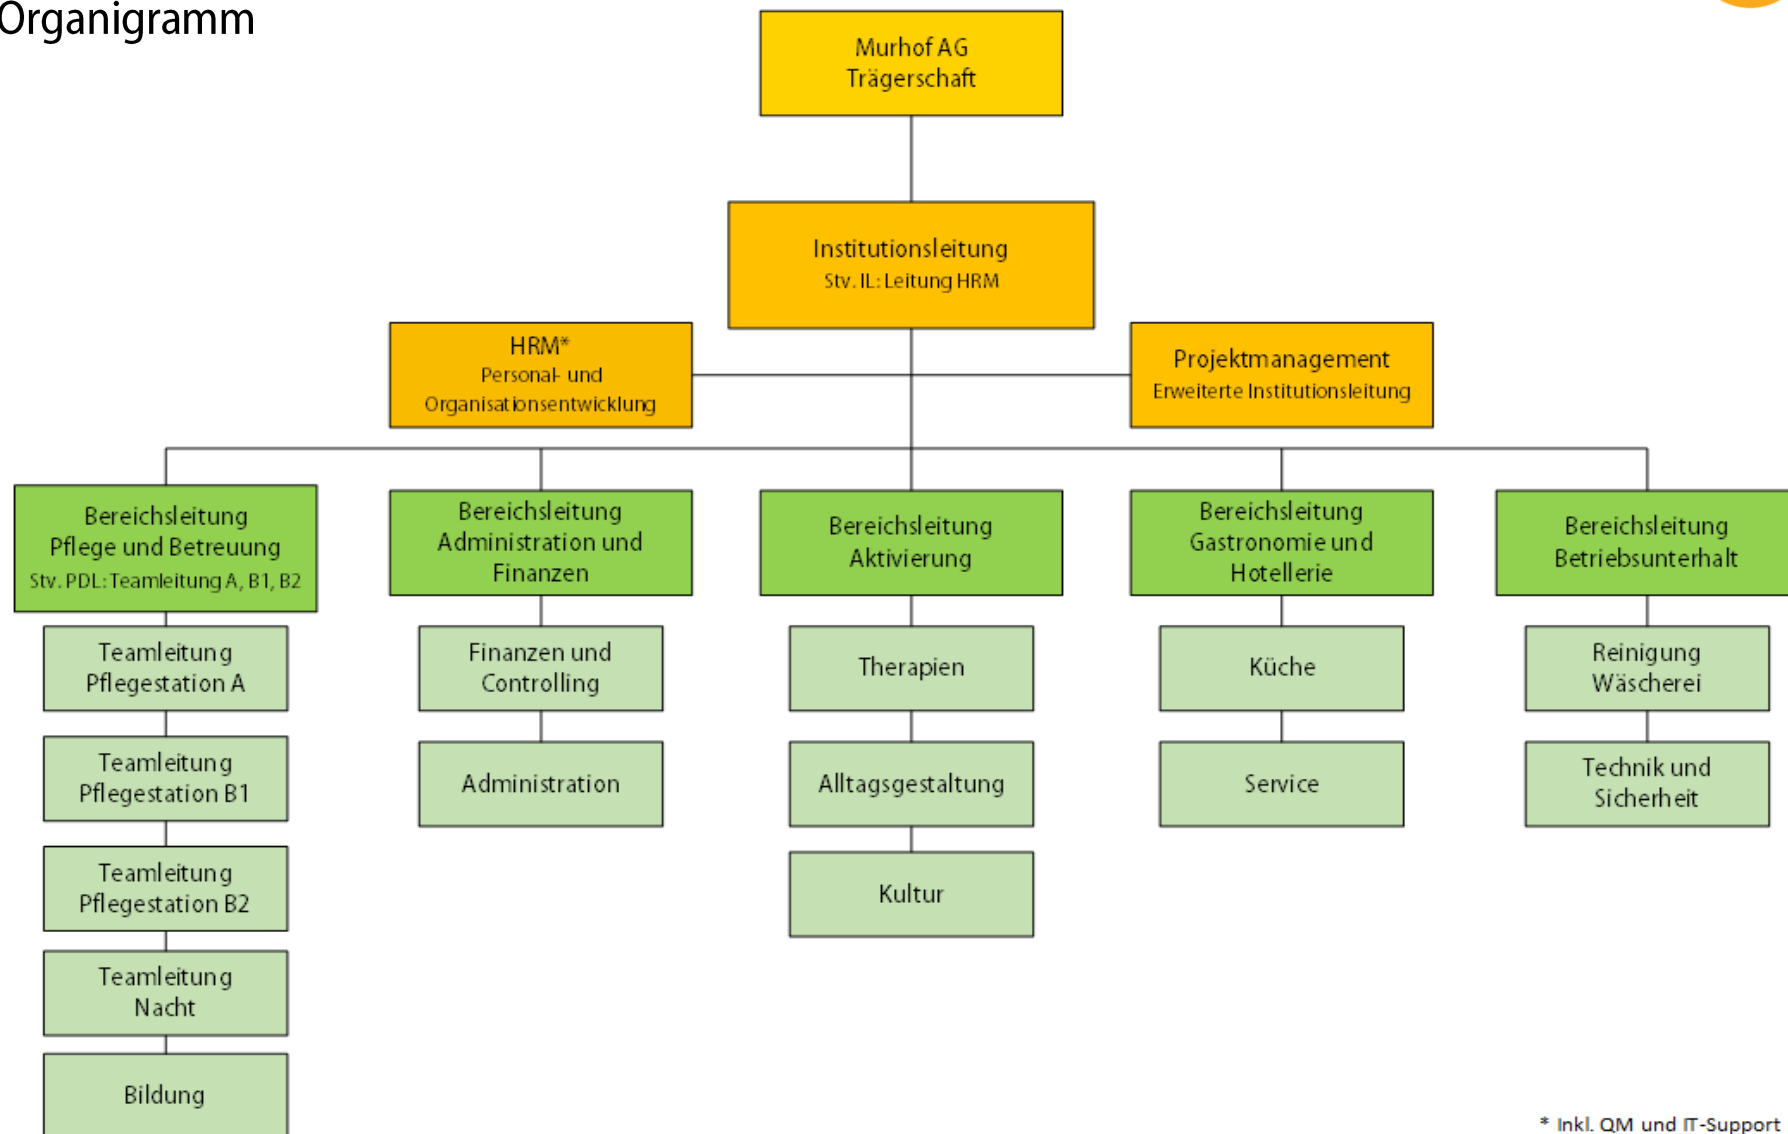 Organigramm
Murhof AG
Trägerschaft
Institutionsleitung
Stv. IL: Leitung HRM
HRM*
Personal- und
Organisationsentwicklung
Projektmanagement
Erweiterte Institutionsleitung
Bereichsleitung
Pflege und Betreuung
Stv. PDL: Teamleitung A, B1, B2
Bereichsleitung
Administration und
Finanzen
Bereichsleitung
Aktivierung
Bereichsleitung
Gastronomie und
Hotellerie
Bereichsleitung
Betriebsunterhalt
Teamleitung
Pflegestation A
Teamleitung
Pflegestation B1
Teamleitung
Pflegestation B2
Teamleitung
Nacht
Bildung
Finanzen und
Controlling
Administration
Therapien
Alltagsgestaltung
Kultur
Küche
Service
Reinigung
Wäscherei
Technik und
Sicherheit
* Inkl. QM und IT-Support